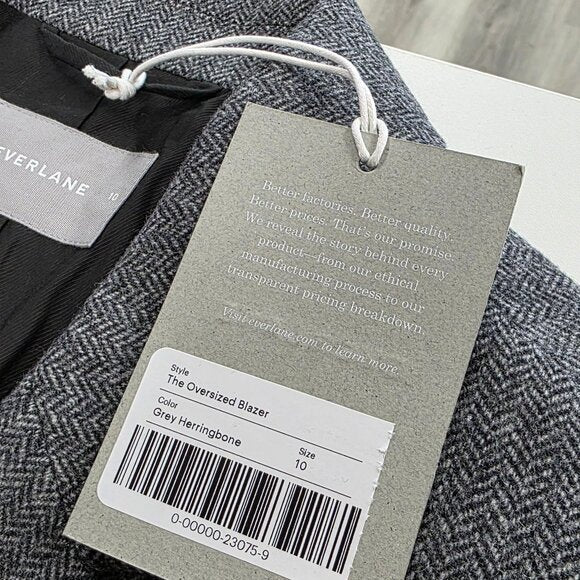 EVERLANE
10
Better factories. Better quality.
Better prices. That's our promise.
We reveal the story behind every
product—from our ethical
manufacturing process to our
transparent pricing breakdown.
Visit everlane.com to learn more.
Style
The Oversized Blazer
Color
Grey Herringbone
Size
10
0-00000-23075-9